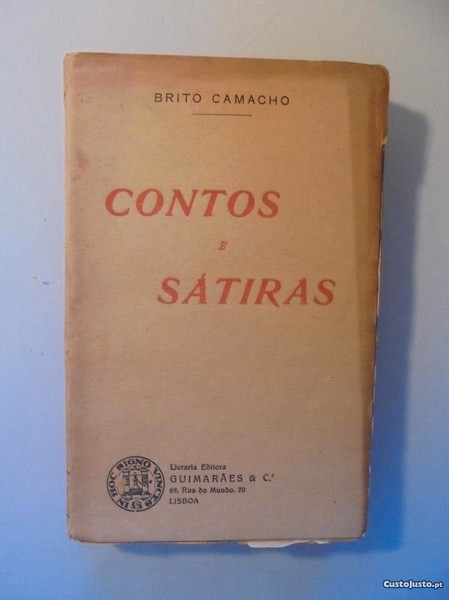 BRITO CAMACHO
CONTOS
E
SÁTIRAS
IN HOC SIGNO VINCES
Livraria Editora
GUIMARÃES & C.ª
68, Rua do Mundo, 70
LISBOA
CustoJusto.pt